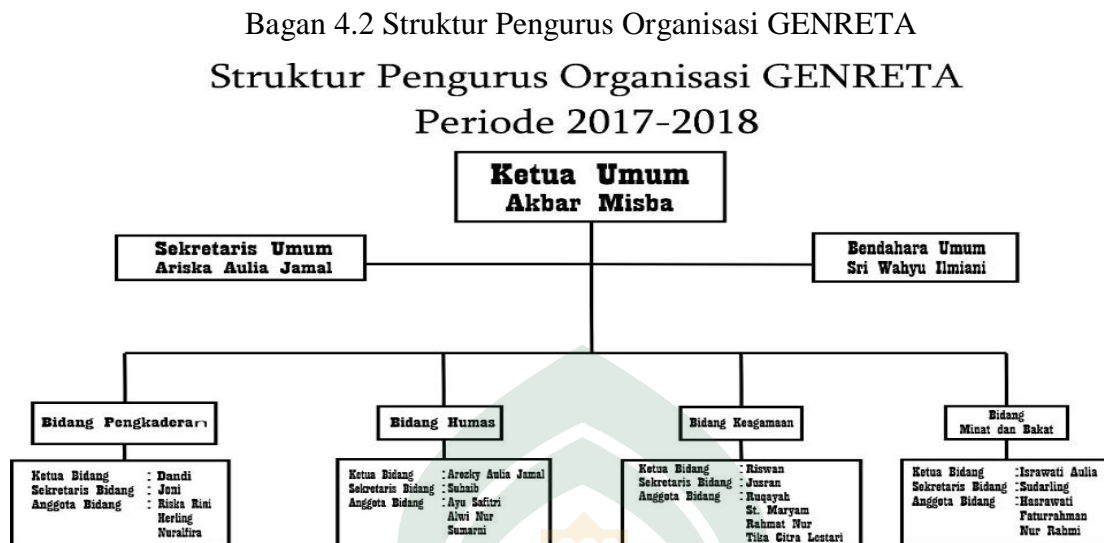 Bagan 4.2 Struktur Pengurus Organisasi GENRETA
Struktur Pengurus Organisasi GENRETA
Periode 2017-2018
Ketua Umum
Akbar Misba
Sekretaris Umum
Ariska Aulia Jamal
Bendahara Umum
Sri Wahyu Ilmiani
Bidang Pengkaderan
Ketua Bidang : Dandi
Sekretaris Bidang : Joni
Anggota Bidang : Riska Rini
Herling
Nuralfira
Bidang Humas
Ketua Bidang : Arezky Aulia Jamal
Sekretaris Bidang : Suhaib
Anggota Bidang : Ayu Safitri
Alwi Nur
Sumarni
Bidang Keagamaan
Ketua Bidang : Riswan
Sekretaris Bidang : Jusran
Anggota Bidang : Ruqayah
St. Maryam
Rahmat Nur
Tika Citra Lestari
Bidang
Minat dan Bakat
Ketua Bidang : Israwati Aulia
Sekretaris Bidang : Sudarling
Anggota Bidang : Hasrawati
Faturrahman
Nur Rahmi